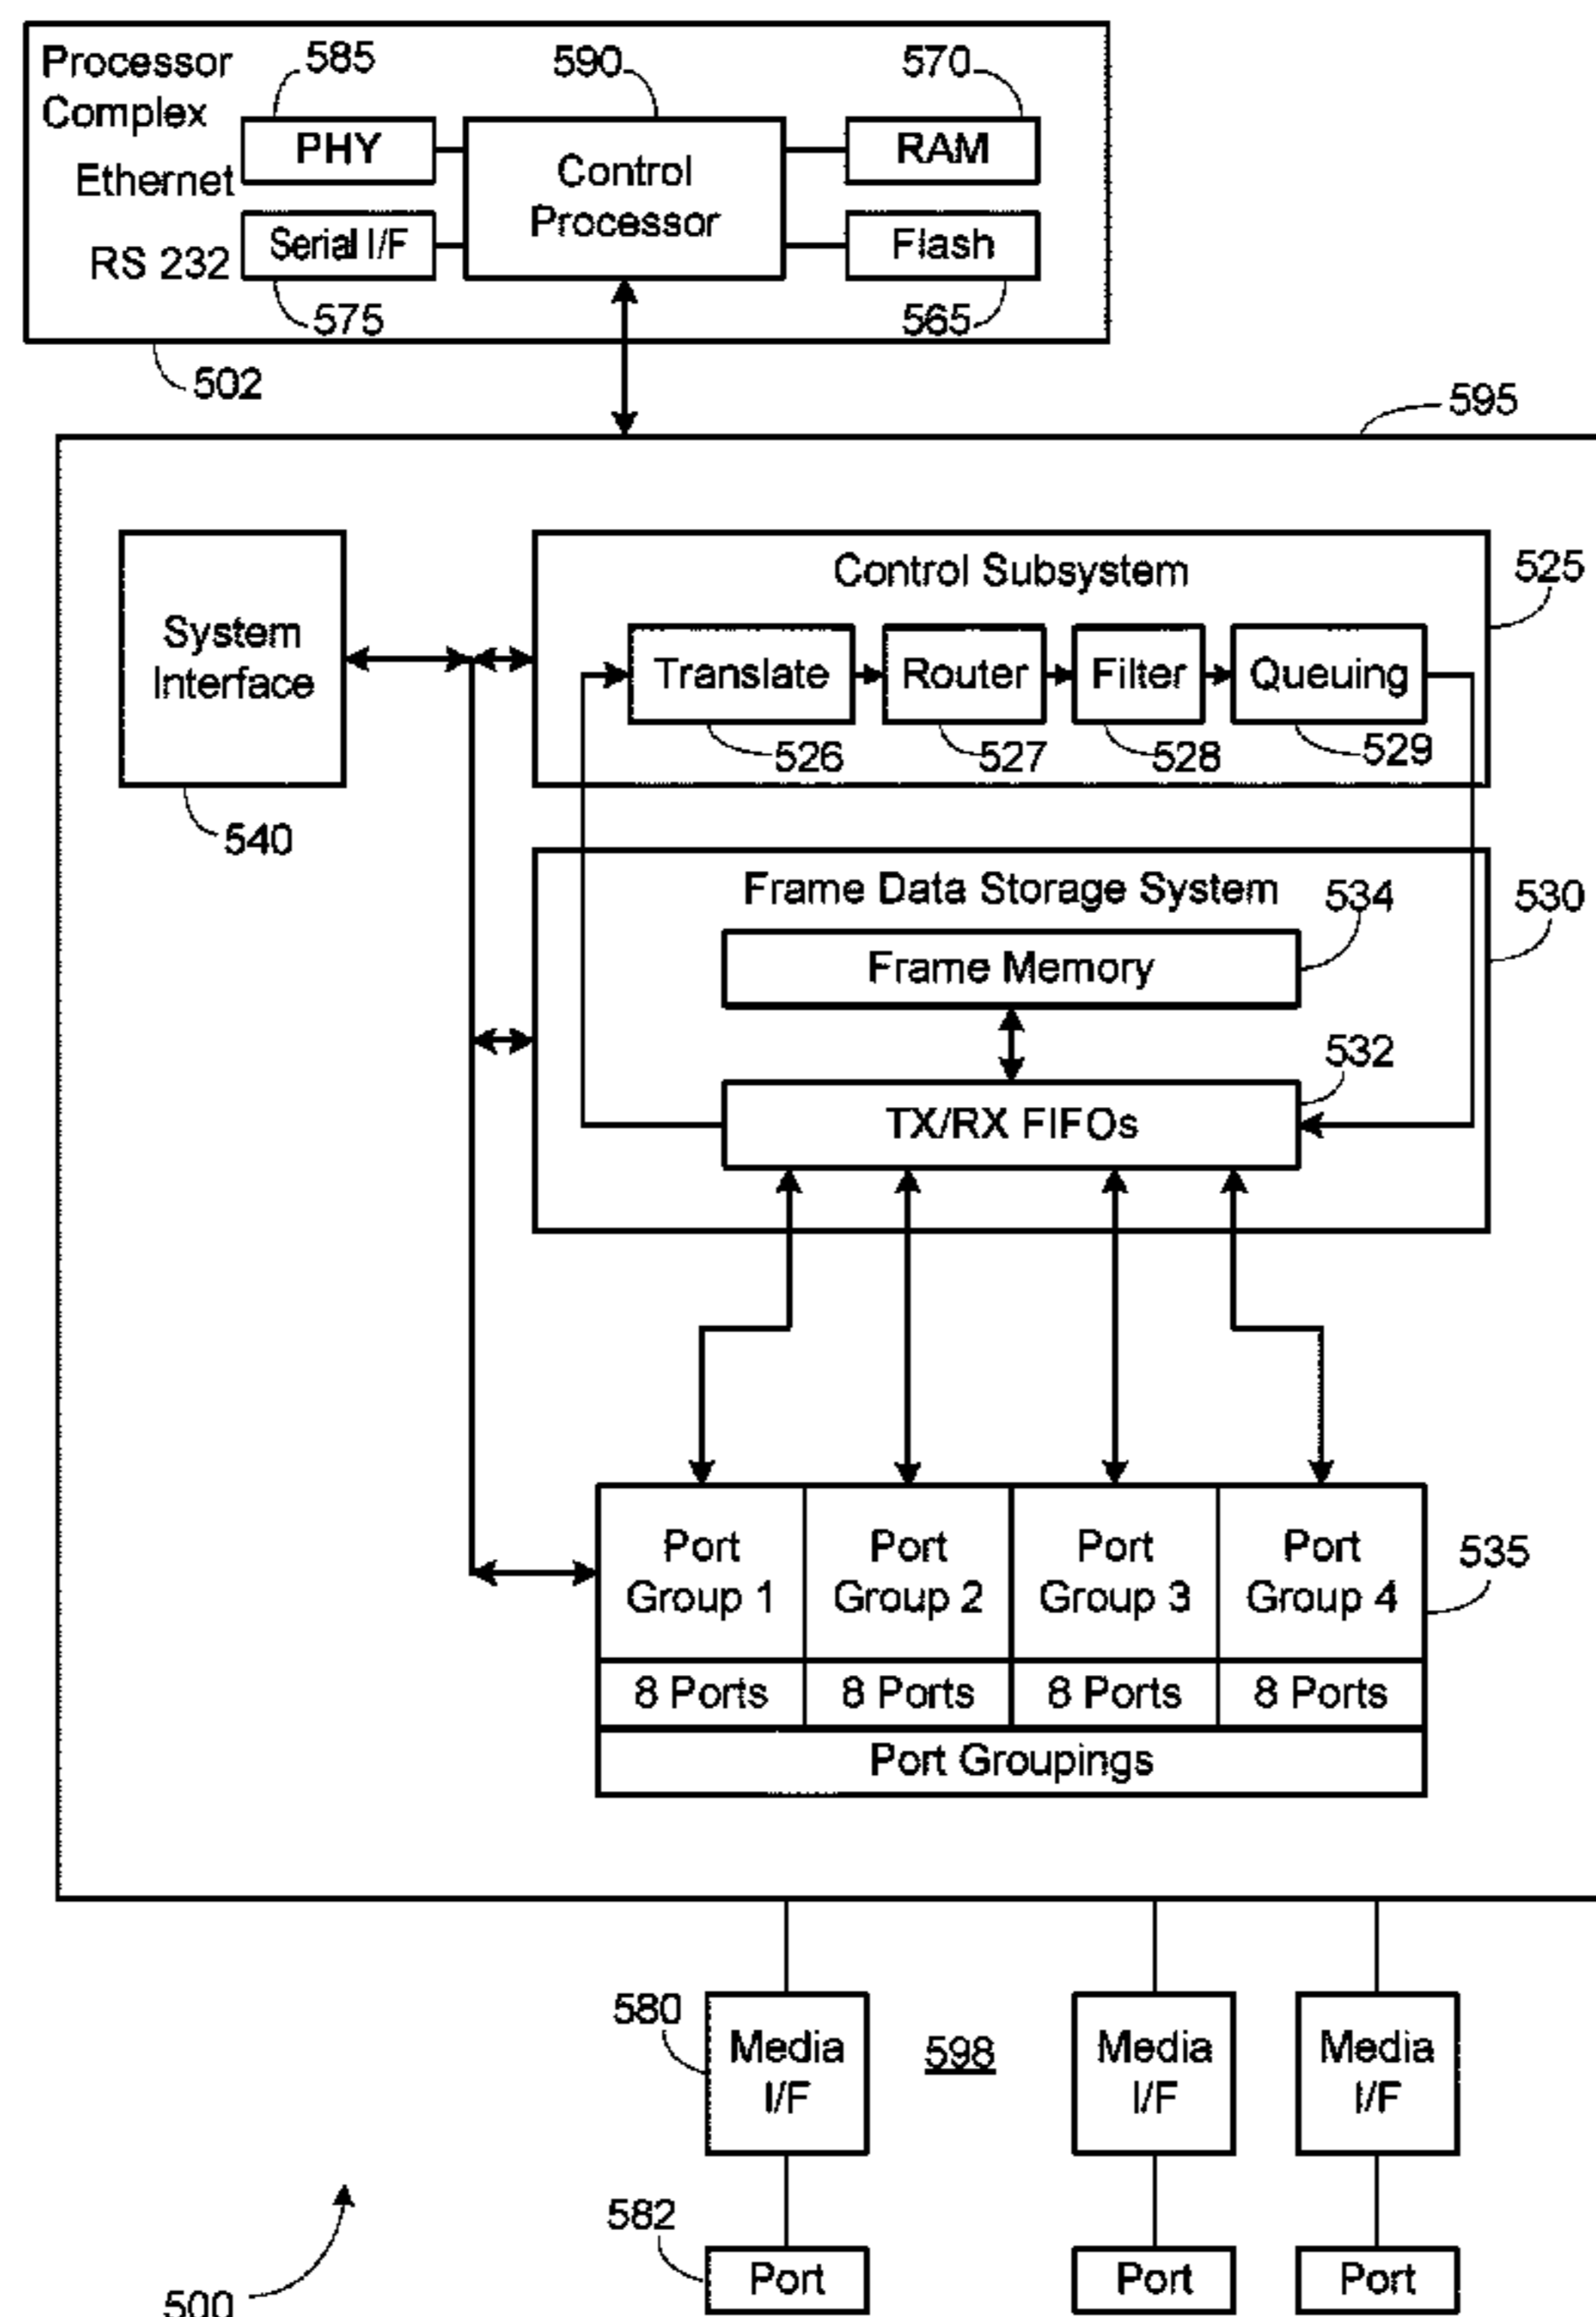 Processor
Complex
585
590
570
PHY
Control
Processor
RAM
Ethernet
Serial I/F
Flash
RS 232
575
565
502
595
System
Interface
540
Control Subsystem
525
Translate
Router
Filter
Queuing
526
527
528
529
Frame Data Storage System
534
530
Frame Memory
532
TX/RX FIFOs
Port
Group 1
Port
Group 2
Port
Group 3
Port
Group 4
535
8 Ports
8 Ports
8 Ports
8 Ports
Port Groupings
580
Media
I/F
598
Media
I/F
Media
I/F
582
Port
Port
Port
500